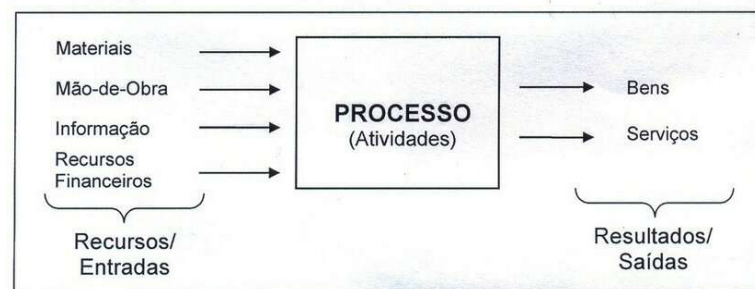 Materiais
Mão-de-Obra
Informação
Recursos
Financeiros
Recursos/
Entradas
PROCESSO
(Atividades)
Bens
Serviços
Resultados/
Saídas